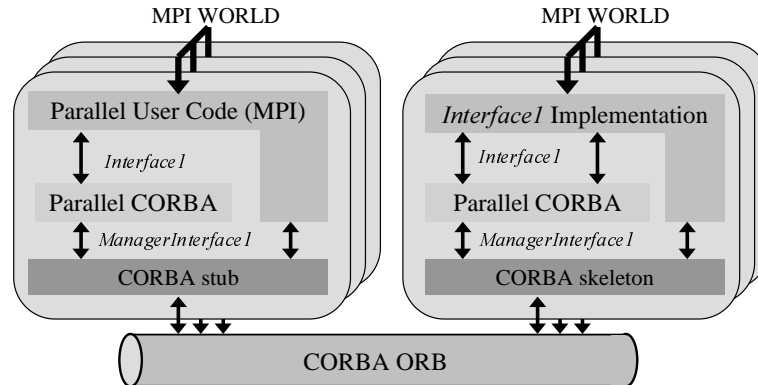 MPI WORLD
Parallel User Code (MPI)
Interface1
Parallel CORBA
ManagerInterface1
CORBA stub
MPI WORLD
Interface1 Implementation
Interface1
Parallel CORBA
ManagerInterface1
CORBA skeleton
CORBA ORB